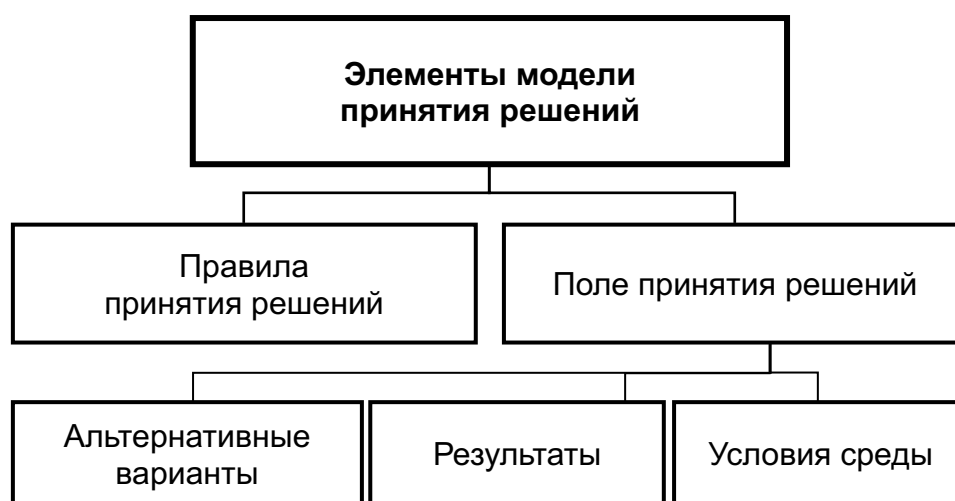 Элементы модели
принятия решений
Правила
принятия решений
Поле принятия решений
Альтернативные
варианты
Результаты
Условия среды